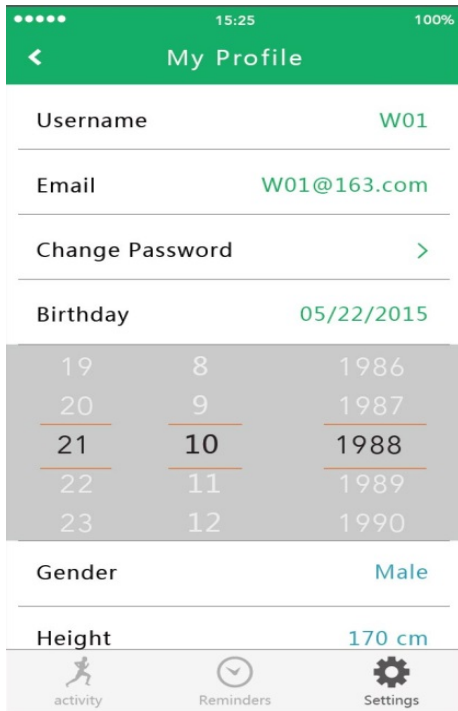 15:25 100%
My Profile
Username W01
Email W01@163.com
Change Password >
Birthday 05/22/2015
19 8 1986
20 9 1987
21 10 1988
22 11 1989
23 12 1990
Gender Male
Height 170 cm
activity Reminders Settings